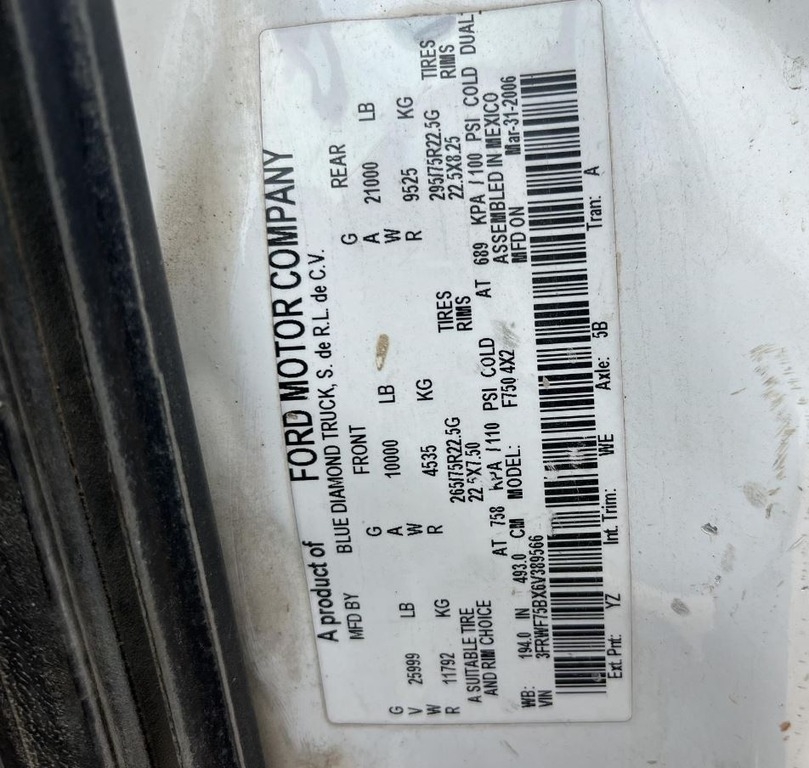 A product of FORD MOTOR COMPANY
MFD BY BLUE DIAMOND TRUCK, S. de R.L. de C.V.
FRONT REAR
G G G
V 25999 LB A 10000 LB A 21000 LB
W W W
R 11792 KG R 4535 KG R 9525 KG
A SUITABLE TIRE 265/75R22.5G TIRES 295/75R22.5G TIRES
AND RIM CHOICE 22.5X7.50 RIMS 22.5X8.25 RIMS
AT 758 KPA / 110 PSI COLD AT 689 KPA / 100 PSI COLD DUAL
WB: 194.0 IN 493.0 CM MODEL: F750 4X2 ASSEMBLED IN MEXICO
VIN 3FRWF75BX6V389566 MFD ON Mar-31-2006
Ext. Pnt: YZ Int. Trim: WE Axle: 5B Tran: A